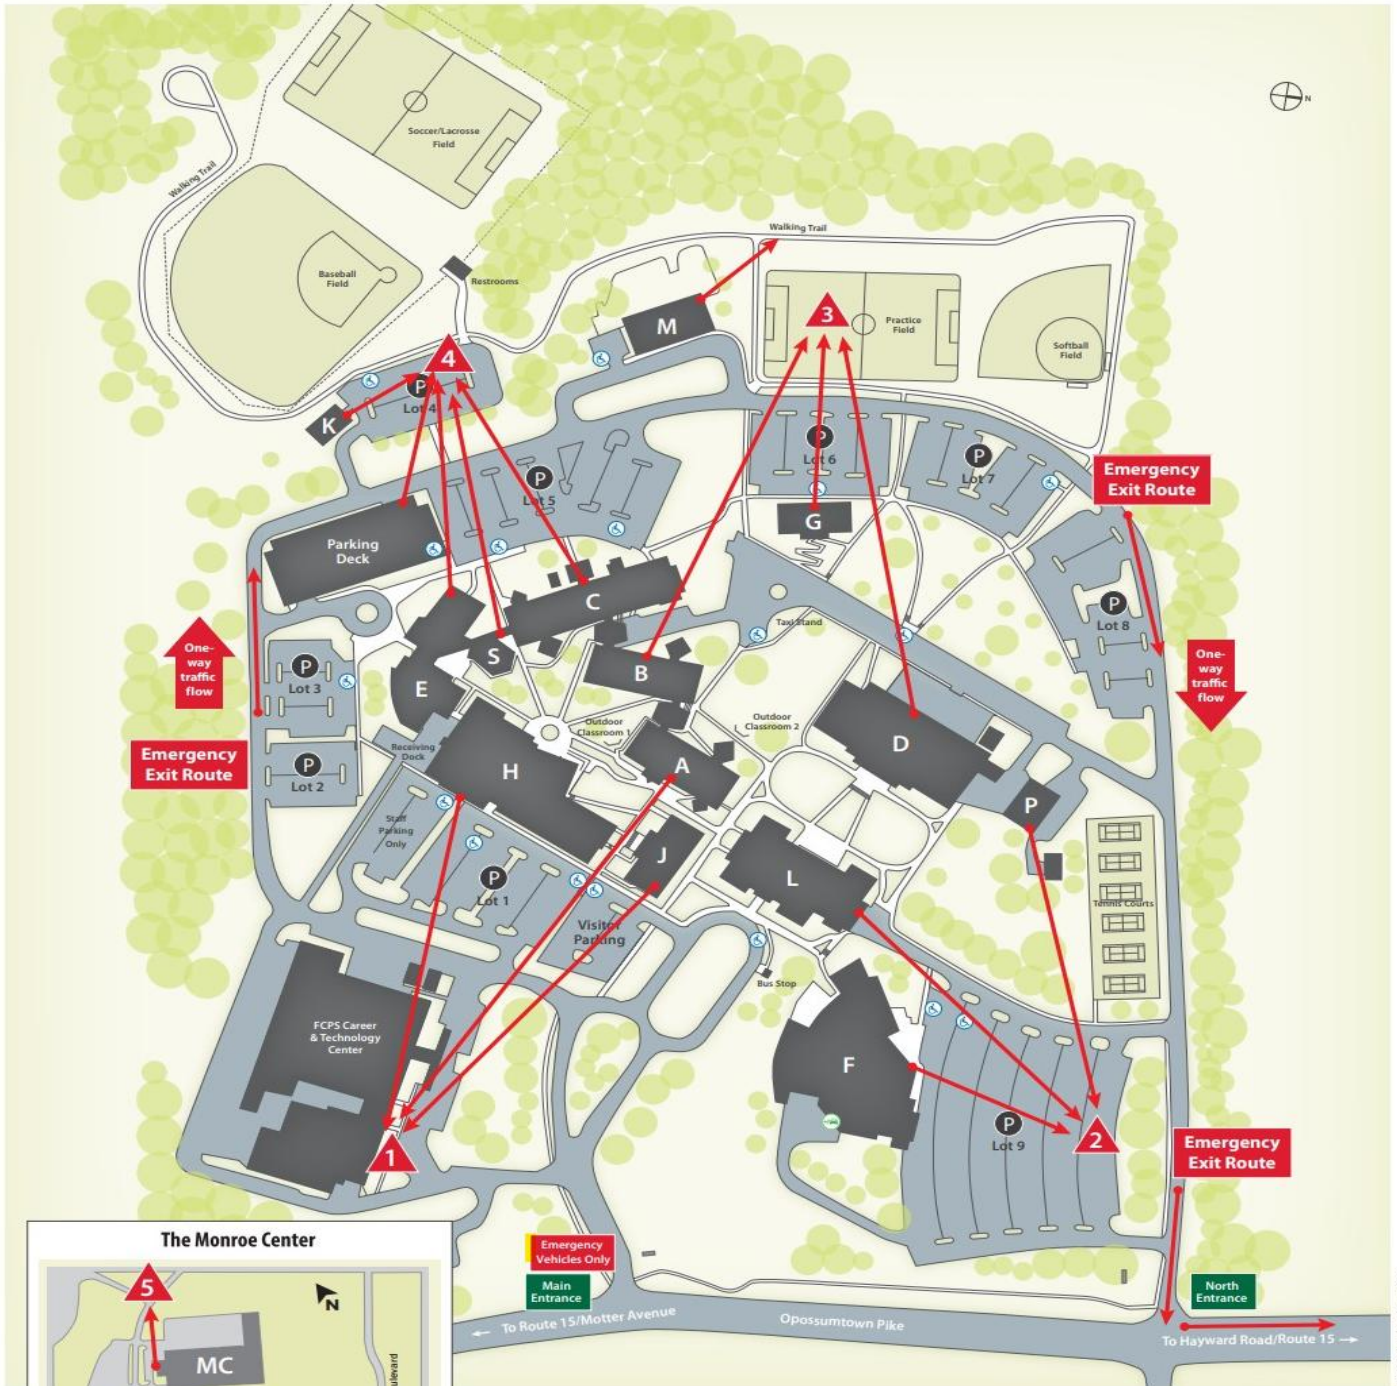 N
Soccer/Lacrosse
Field
Walking Trail
Walking Trail
Baseball
Field
Restrooms
M
3
Practice
Field
Softball
Field
4
P
Lot 4
K
P
Lot 6
P
Lot 7
Emergency
Exit Route
P
Lot 5
G
Parking
Deck
C
P
Lot 8
Taxi Stand
One-
way
traffic
flow
S
B
One-
way
traffic
flow
P
Lot 3
E
Outdoor
Classroom 1
Outdoor
Classroom 2
Emergency
Exit Route
P
Lot 2
Receiving
Dock
H
A
D
P
Staff
Parking
Only
J
L
P
Lot 1
Tennis Courts
Visitor
Parking
Bus Stop
FCPS Career
& Technology
Center
F
P
Lot 9
2
1
Emergency
Exit Route
The Monroe Center
5
N
MC
ulevard
Emergency
Vehicles Only
Main
Entrance
North
Entrance
← To Route 15/Motter Avenue
Opossumtown Pike
To Hayward Road/Route 15 →